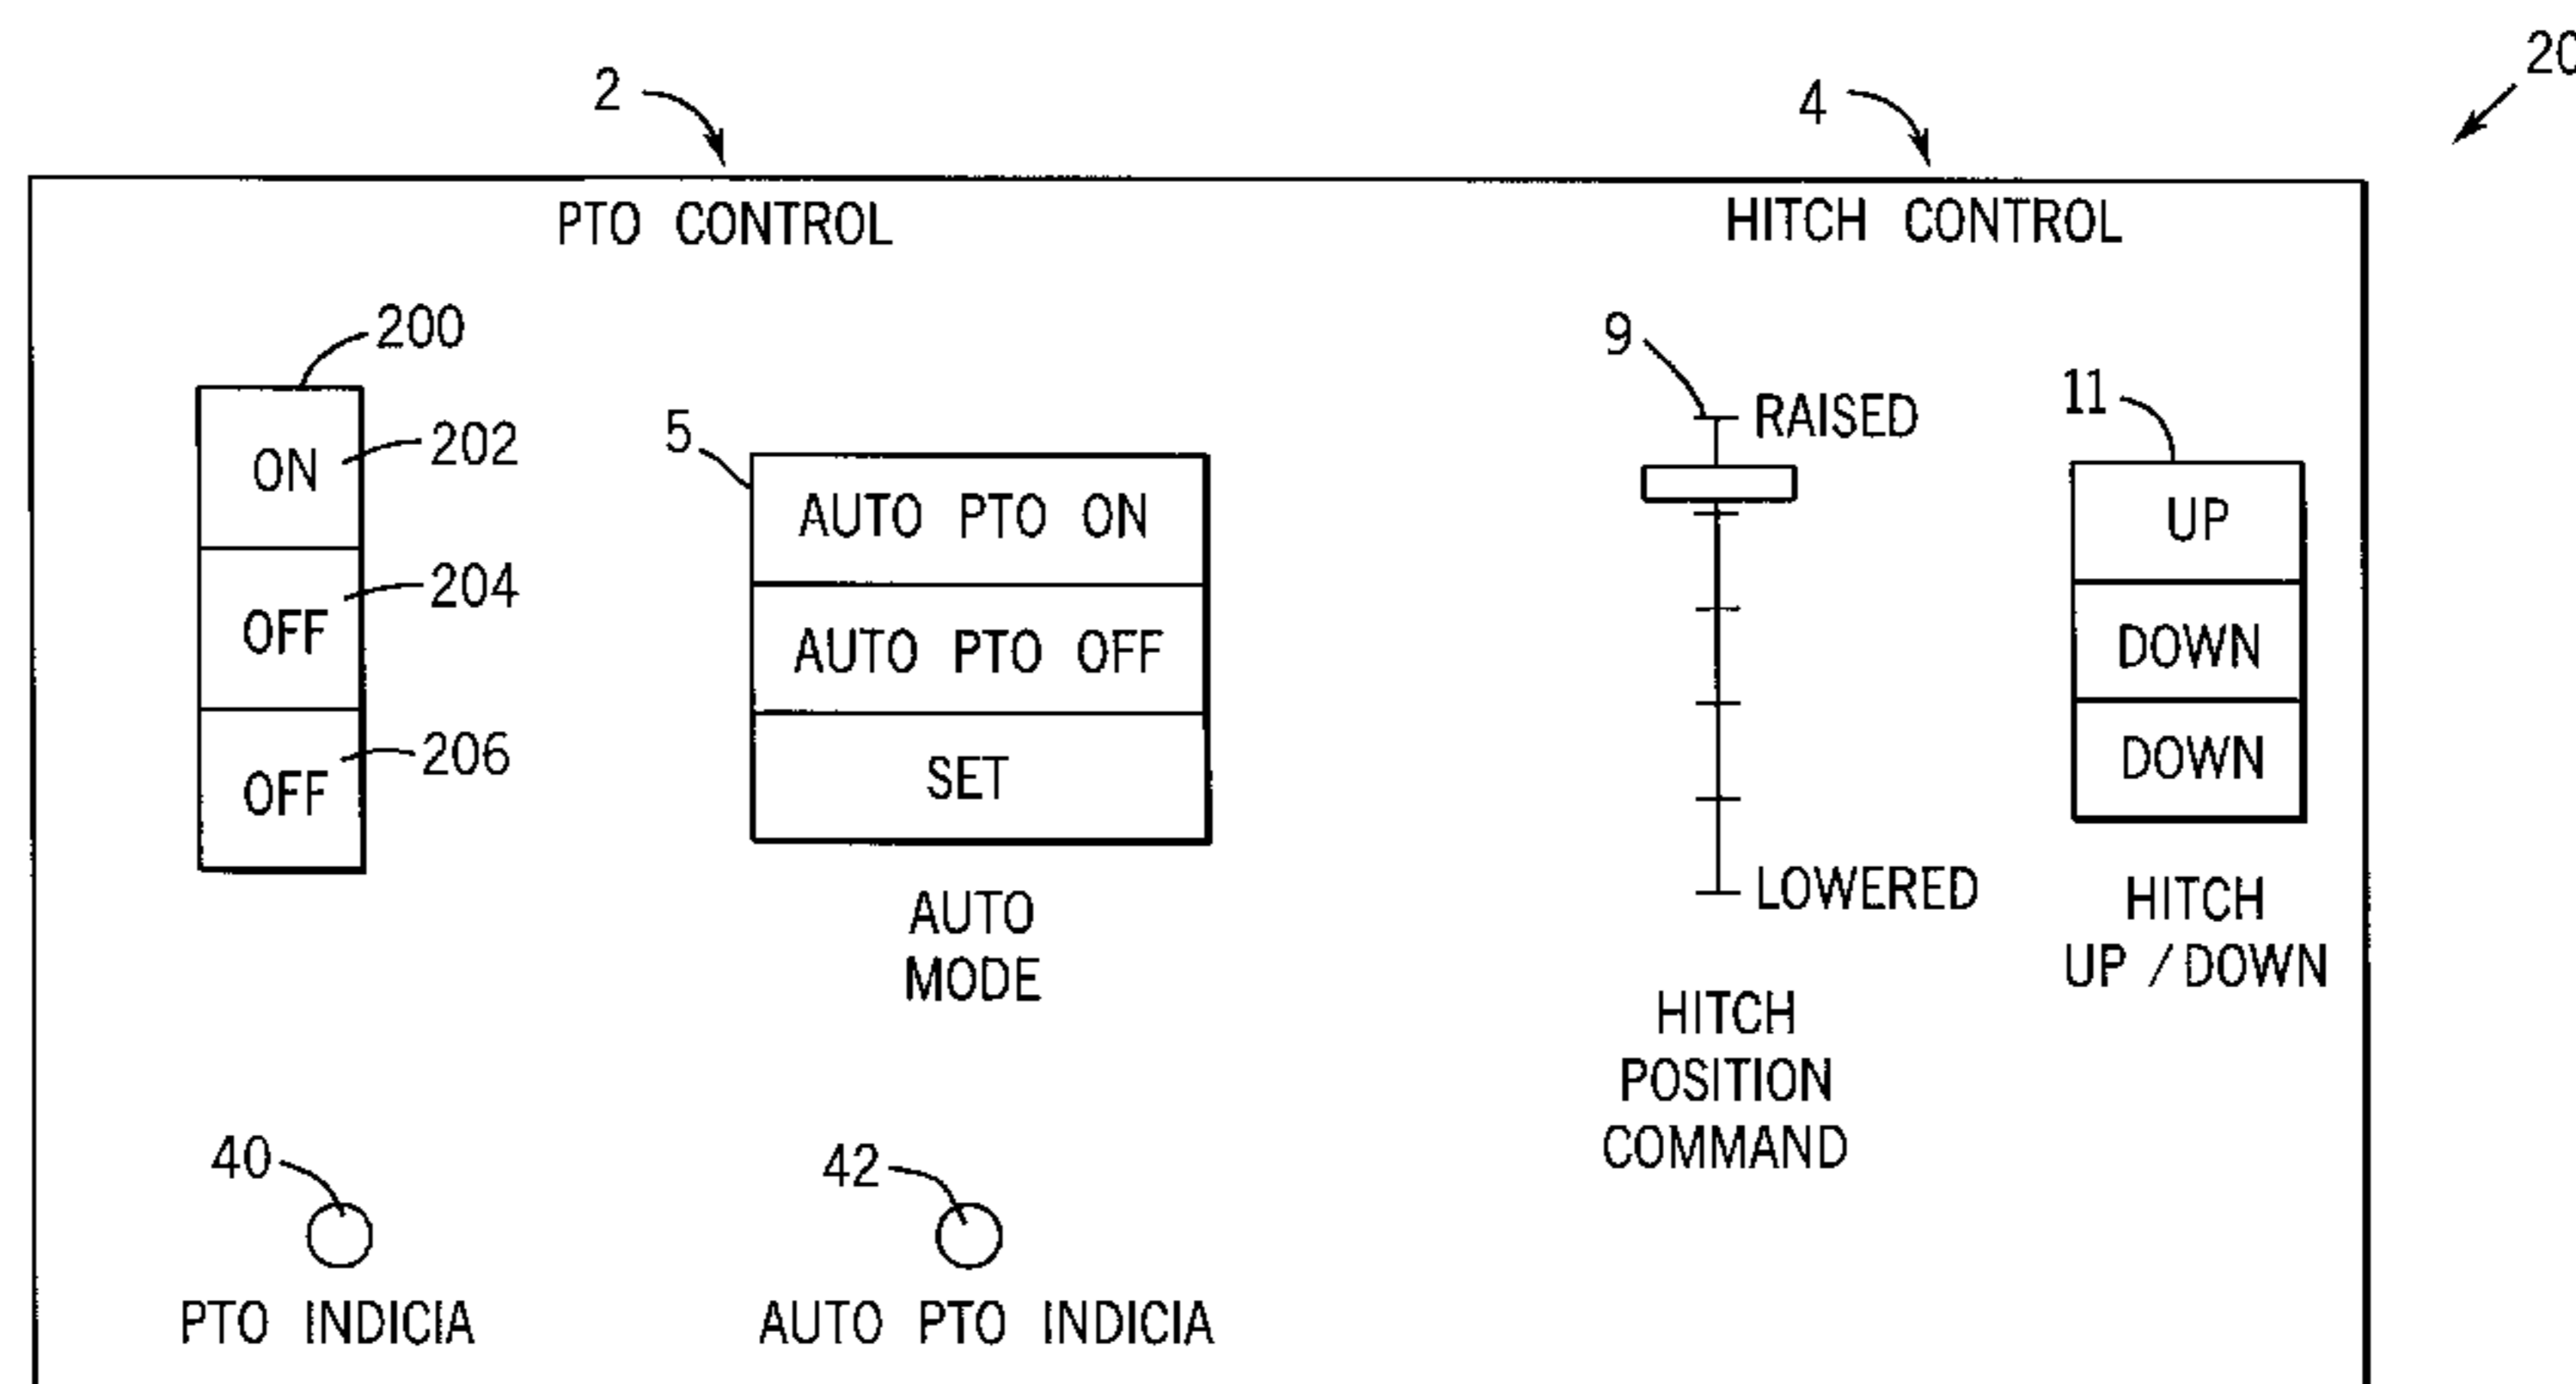 2
4
20
PTO CONTROL
HITCH CONTROL
200
ON
202
OFF
204
OFF
206
5
AUTO PTO ON
AUTO PTO OFF
SET
AUTO
MODE
9
RAISED
LOWERED
HITCH
POSITION
COMMAND
11
UP
DOWN
DOWN
HITCH
UP / DOWN
40
PTO INDICIA
42
AUTO PTO INDICIA